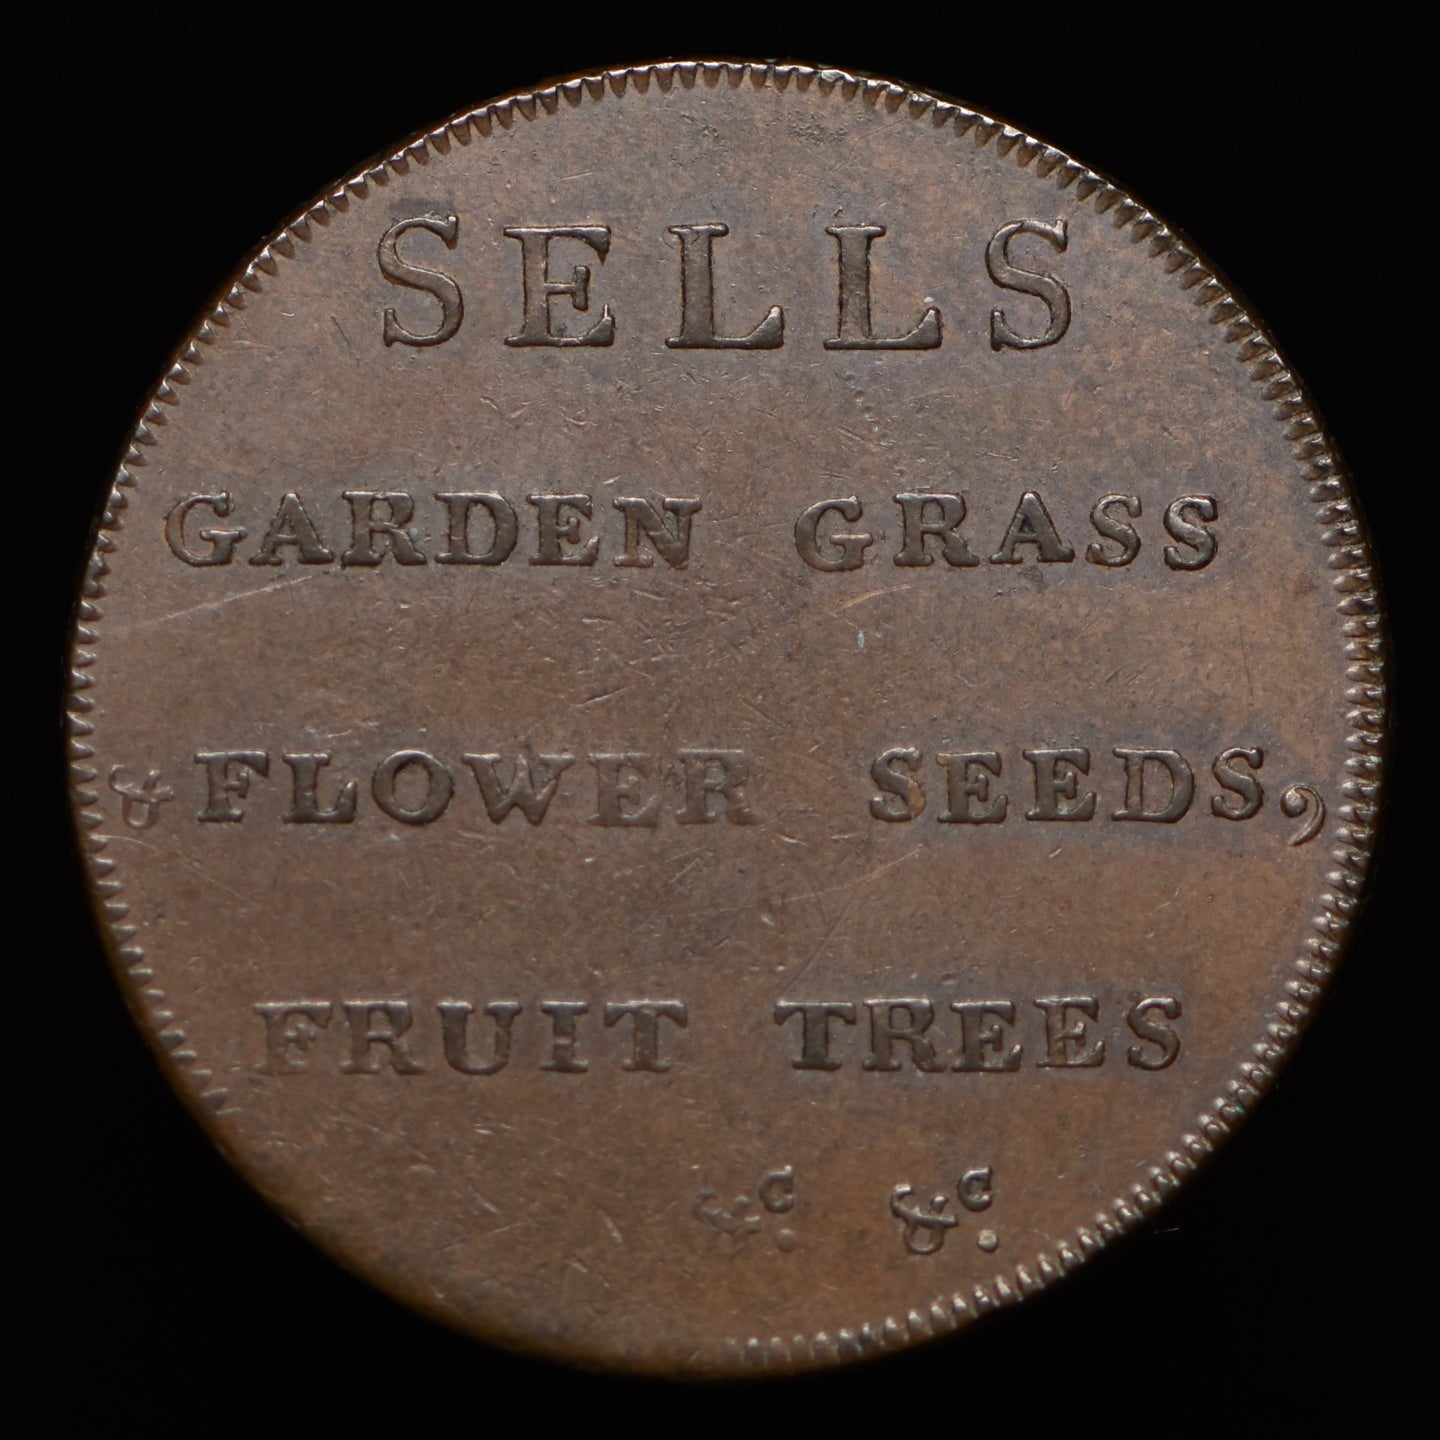 SELLS
GARDEN GRASS
& FLOWER SEEDS,
FRUIT TREES
&c. &c.